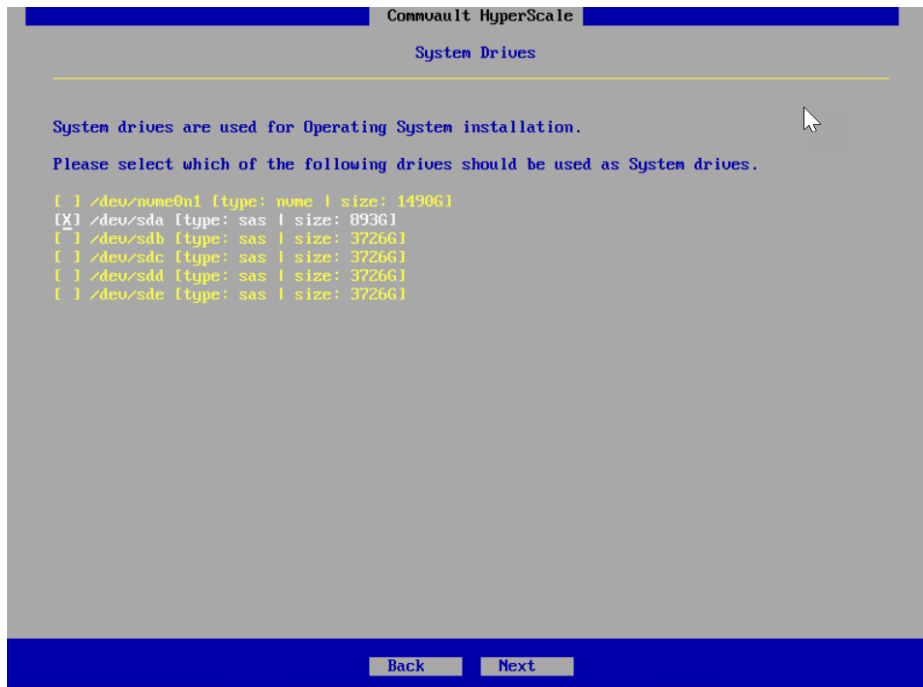 Commvault HyperScale
System Drives
System drives are used for Operating System installation.
Please select which of the following drives should be used as System drives.
[ ] /dev/nvme0n1 [type: nvme | size: 1490G]
[X] /dev/sda [type: sas | size: 893G]
[ ] /dev/sdb [type: sas | size: 3726G]
[ ] /dev/sdc [type: sas | size: 3726G]
[ ] /dev/sdd [type: sas | size: 3726G]
[ ] /dev/sde [type: sas | size: 3726G]
Back Next